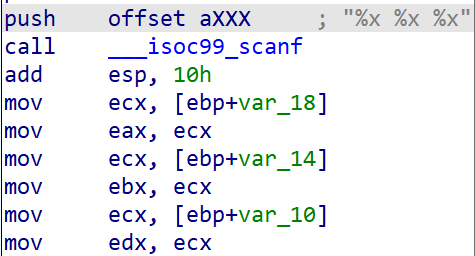 push offset aXXX ; "%x %x %x"
call ___isoc99_scanf
add esp, 10h
mov ecx, [ebp+var_18]
mov eax, ecx
mov ecx, [ebp+var_14]
mov ebx, ecx
mov ecx, [ebp+var_10]
mov edx, ecx